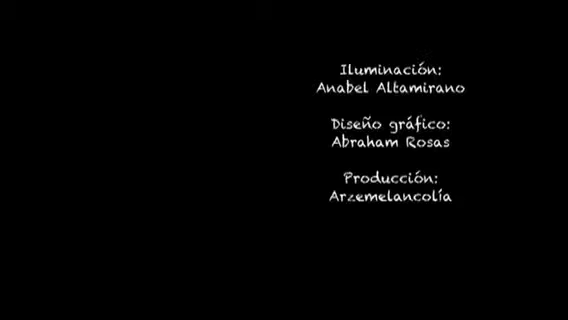 Iluminación:
Anabel Altamirano
Diseño gráfico:
Abraham Rosas
Producción:
Arzemelancolía